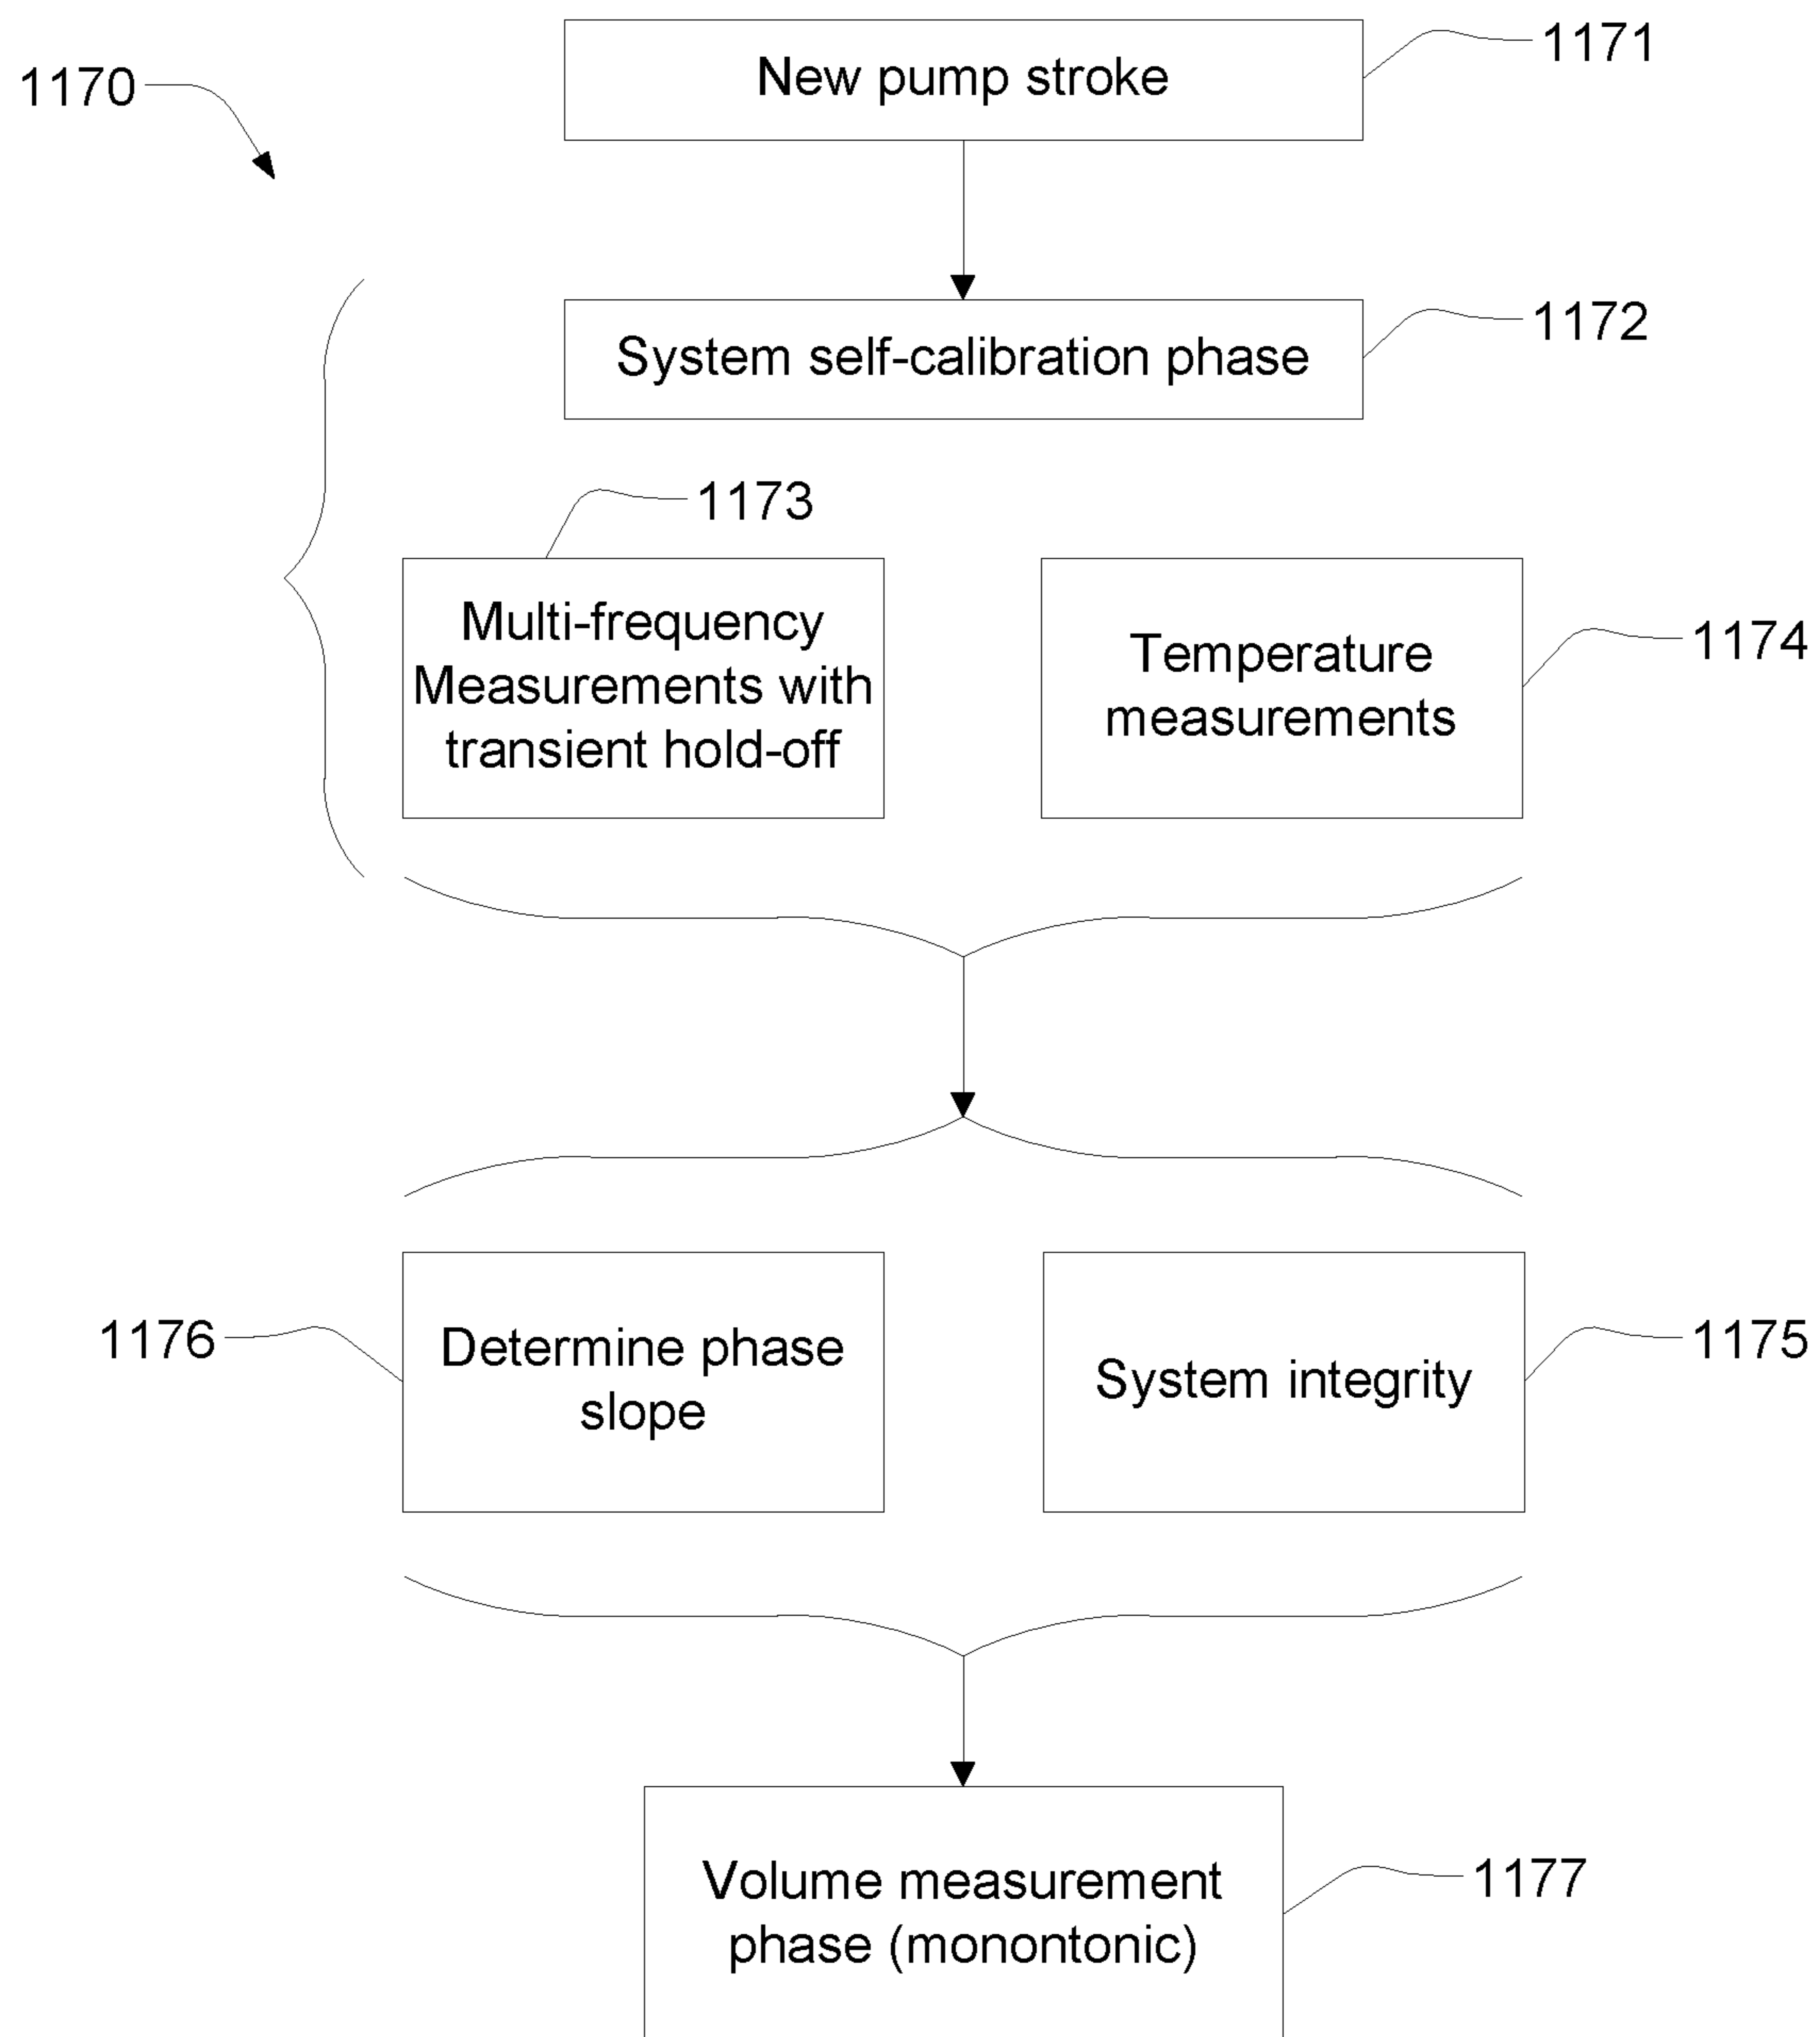 1170
New pump stroke
1171
System self-calibration phase
1172
1173
Multi-frequency
Measurements with
transient hold-off
Temperature
measurements
1174
1176
Determine phase
slope
System integrity
1175
Volume measurement
phase (monontonic)
1177